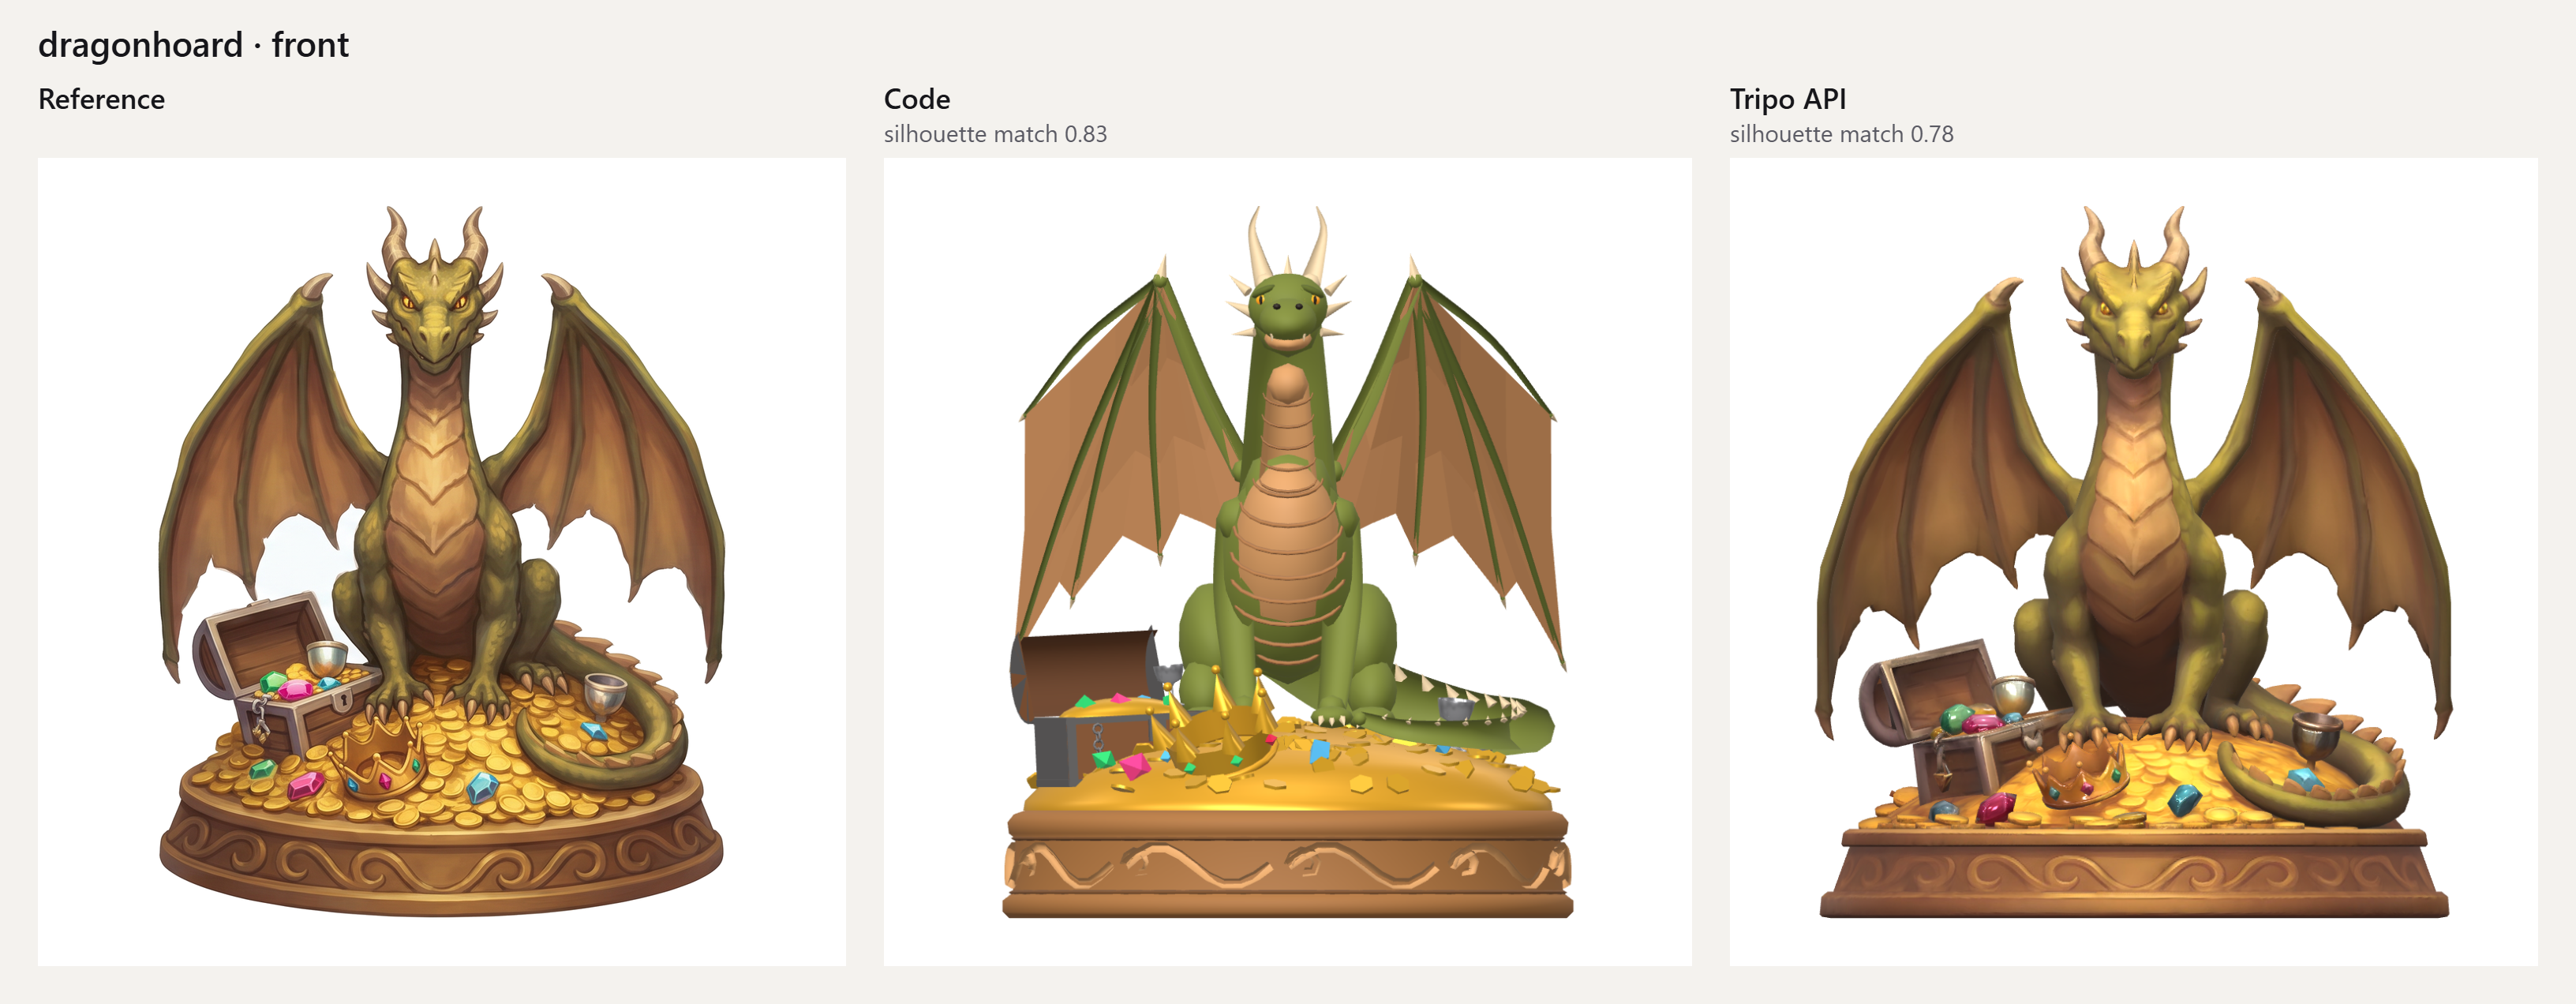 dragonhoard · front
Reference
Code
silhouette match 0.83
Tripo API
silhouette match 0.78